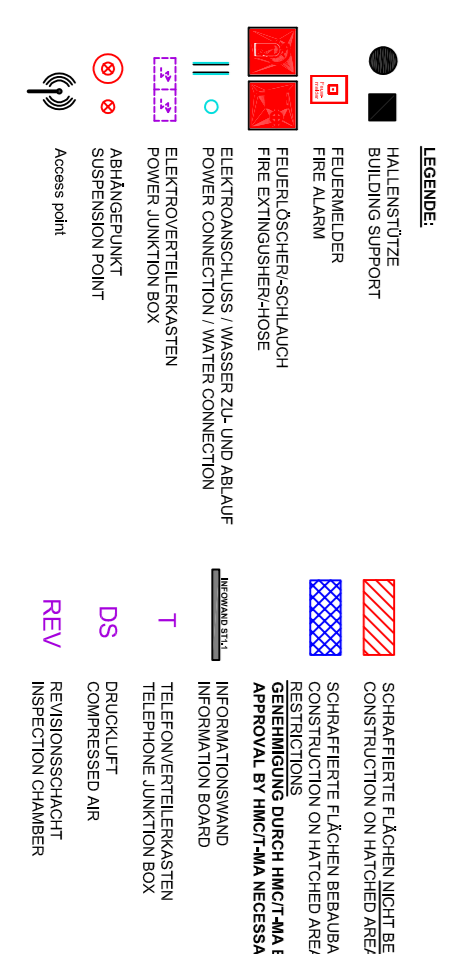 LEGENDE:
HALLENSTÜTZE
BUILDING SUPPORT
FEUERMELDER
FIRE ALARM
FEUERLÖSCHER/-SCHLAUCH
FIRE EXTINGUSHER/-HOSE
ELEKTROANSCHLUSS / WASSER ZU- UND ABLAUF
POWER CONNECTION / WATER CONNECTION
ELEKTROVERTEILERKASTEN
POWER JUNKTION BOX
ABHÄNGEPUNKT
SUSPENSION POINT
Access point
SCHRAFFIERTE FLÄCHEN NICHT BE
CONSTRUCTION ON HATCHED AREA
SCHRAFFIERTE FLÄCHEN BEBAUBA
CONSTRUCTION ON HATCHED AREA
RESTRICTIONS
GENEHMIGUNG DURCH HMC/T-MA E
APPROVAL BY HMC/T-MA NECESSA
INFOWAND ST1.1
INFORMATIONSWAND
INFORMATION BOARD
T
TELEFONVERTEILERKASTEN
TELEPHONE JUNKTION BOX
DS
DRUCKLUFT
COMPRESSED AIR
REV
REVISIONSSCHACHT
INSPECTION CHAMBER